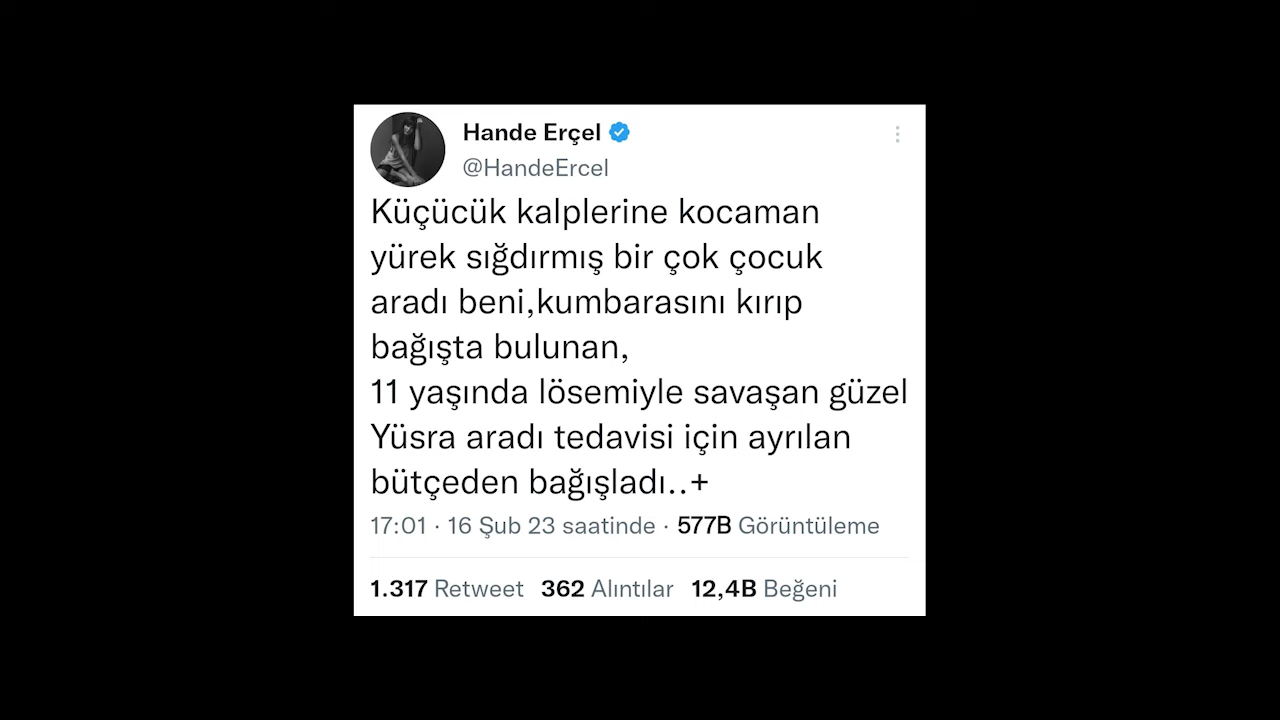 Hande Erçel
@HandeErcel
Küçücük kalplerine kocaman
yürek sığdırmış bir çok çocuk
aradı beni,kumbarasını kırıp
bağışta bulunan,
11 yaşında lösemiyle savaşan güzel
Yüsra aradı tedavisi için ayrılan
bütçeden bağışladı..+
17:01 · 16 Şub 23 saatinde · 577B Görüntüleme
1.317 Retweet 362 Alıntılar 12,4B Beğeni